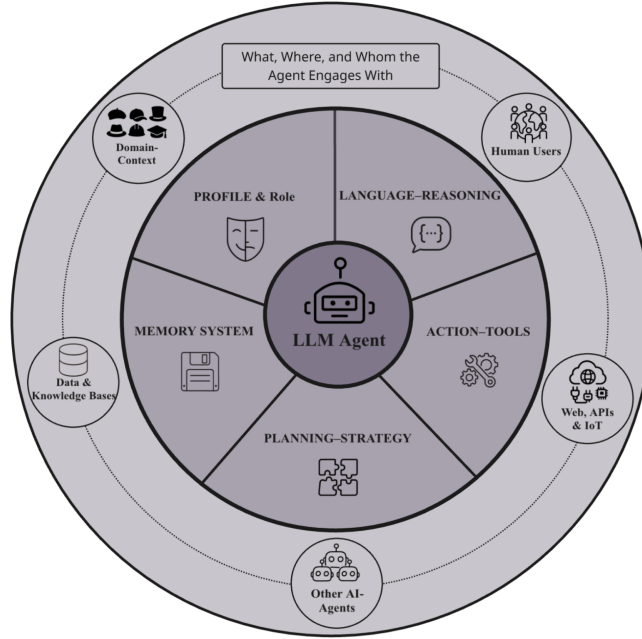 What, Where, and Whom the
Agent Engages With
Domain-
Context
Human Users
PROFILE & Role
LANGUAGE–REASONING
{···}
LLM Agent
MEMORY SYSTEM
ACTION–TOOLS
Data &
Knowledge Bases
Web, APIs
& IoT
PLANNING–STRATEGY
Other AI-
Agents